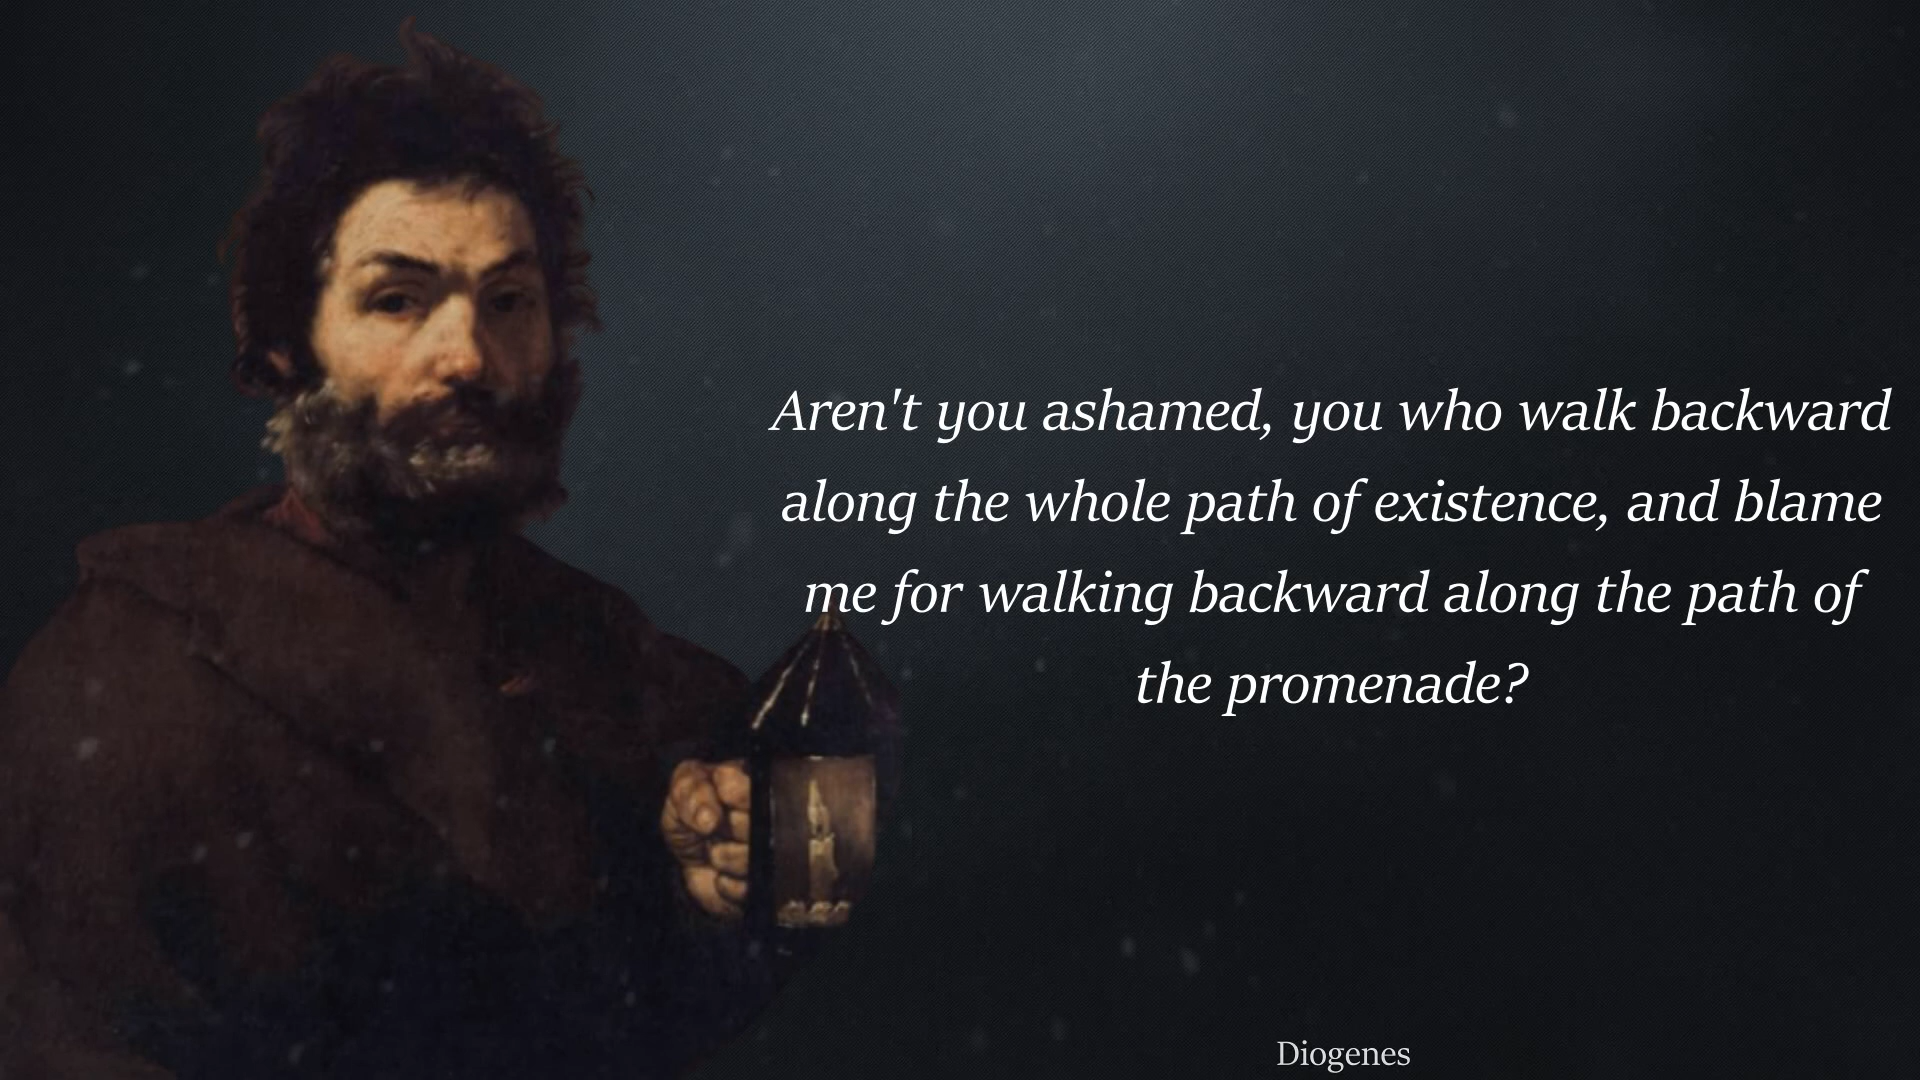 Aren't you ashamed, you who walk backward
along the whole path of existence, and blame
me for walking backward along the path of
the promenade?
Diogenes